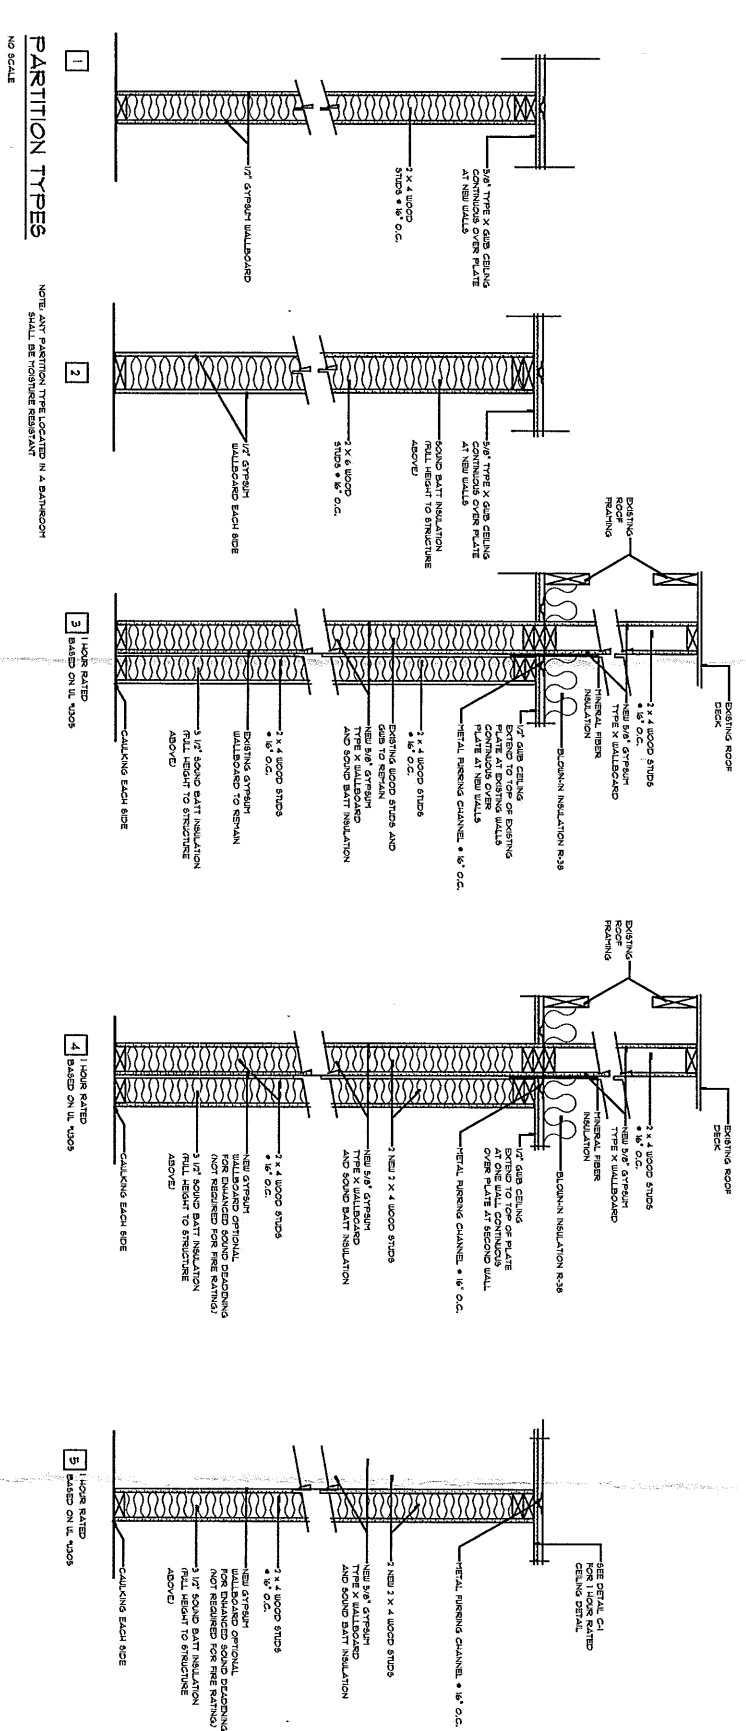 PARTITION TYPES
NO SCALE
NOTE: ANY PARTITION TYPE LOCATED IN A BATHROOM
SHALL BE MOISTURE RESISTANT
1
5/8" TYPE X GWB CEILING
CONTINUOUS OVER PLATE
AT NEW WALLS
2 X 4 WOOD
STUDS @ 16" O.C.
1/2" GYPSUM WALLBOARD
2
5/8" TYPE X GWB CEILING
CONTINUOUS OVER PLATE
AT NEW WALLS
SOUND BATT INSULATION
(FULL HEIGHT TO STRUCTURE
ABOVE)
2 X 6 WOOD
STUDS @ 16" O.C.
1/2" GYPSUM
WALLBOARD EACH SIDE
3
1 HOUR RATED
BASED ON UL #U305
EXISTING
ROOF
FRAMING
EXISTING ROOF
DECK
2 X 4 WOOD STUDS
@ 16" O.C.
NEW 5/8" GYPSUM
TYPE X WALLBOARD
MINERAL FIBER
INSULATION
BLOWN-IN INSULATION R-38
1/2" GWB CEILING
EXTEND TO TOP OF EXISTING
PLATE AT EXISTING WALLS
CONTINUOUS OVER
PLATE AT NEW WALLS
METAL FURRING CHANNEL @ 16" O.C.
2 X 4 WOOD STUDS
@ 16" O.C.
EXISTING WOOD STUDS AND
GWB TO REMAIN
NEW 5/8" GYPSUM
TYPE X WALLBOARD
AND SOUND BATT INSULATION
2 X 4 WOOD STUDS
@ 16" O.C.
EXISTING GYPSUM
WALLBOARD TO REMAIN
3 1/2" SOUND BATT INSULATION
(FULL HEIGHT TO STRUCTURE
ABOVE)
CAULKING EACH SIDE
4
1 HOUR RATED
BASED ON UL #U305
EXISTING
ROOF
FRAMING
EXISTING ROOF
DECK
2 X 4 WOOD STUDS
@ 16" O.C.
NEW 5/8" GYPSUM
TYPE X WALLBOARD
MINERAL FIBER
INSULATION
BLOWN-IN INSULATION R-38
1/2" GWB CEILING
EXTEND TO TOP OF PLATE
AT ONE WALL CONTINUOUS
OVER PLATE AT SECOND WALL
METAL FURRING CHANNEL @ 16" O.C.
2 NEW 2 X 4 WOOD STUDS
NEW 5/8" GYPSUM
TYPE X WALLBOARD
AND SOUND BATT INSULATION
2 X 4 WOOD STUDS
@ 16" O.C.
NEW GYPSUM
WALLBOARD OPTIONAL
FOR ENHANCED SOUND DEADENING
(NOT REQUIRED FOR FIRE RATING)
3 1/2" SOUND BATT INSULATION
(FULL HEIGHT TO STRUCTURE
ABOVE)
CAULKING EACH SIDE
5
1 HOUR RATED
BASED ON UL #U305
SEE DETAIL C-1
FOR 1 HOUR RATED
CEILING DETAIL
METAL FURRING CHANNEL @ 16" O.C.
2 NEW 2 X 4 WOOD STUDS
NEW 5/8" GYPSUM
TYPE X WALLBOARD
AND SOUND BATT INSULATION
2 X 4 WOOD STUDS
@ 16" O.C.
NEW GYPSUM
WALLBOARD OPTIONAL
FOR ENHANCED SOUND DEADENING
(NOT REQUIRED FOR FIRE RATING)
3 1/2" SOUND BATT INSULATION
(FULL HEIGHT TO STRUCTURE
ABOVE)
CAULKING EACH SIDE